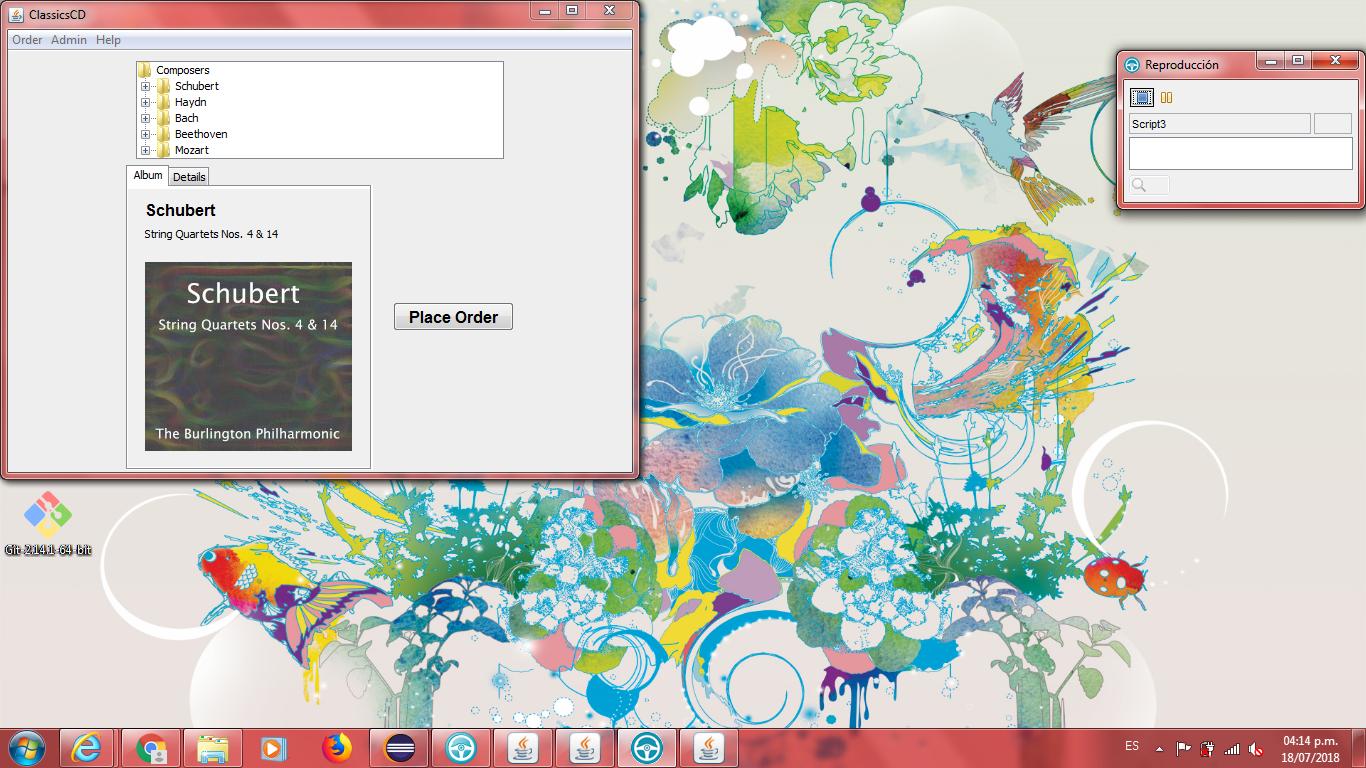 ClassicsCD
Order Admin Help
Composers
Schubert
Haydn
Bach
Beethoven
Mozart
Album Details
Schubert
String Quartets Nos. 4 & 14
Schubert
String Quartets Nos. 4 & 14
The Burlington Philharmonic
Place Order
Reproducción
Script3
Git-2.14.1-64-bit
ES
04:14 p.m.
18/07/2018